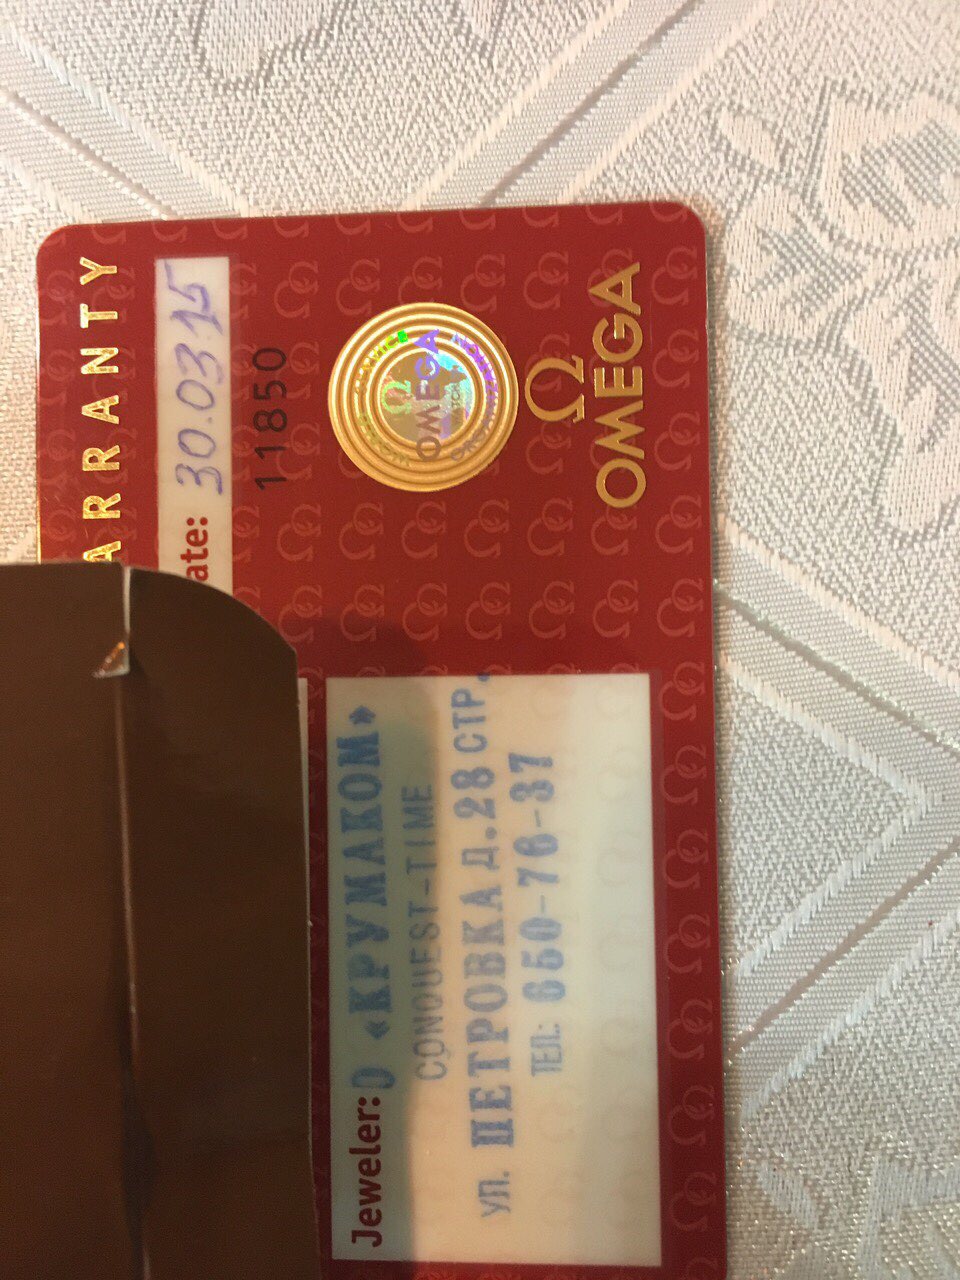 ARRANTY
ate: 30.03.15
11850
OMEGA
Ω
OMEGA
Jeweler: О «КРУМАКОМ»
CONQUEST-TIME
УЛ. ПЕТРОВКА Д.28 СТР.
ТЕЛ: 650-76-37